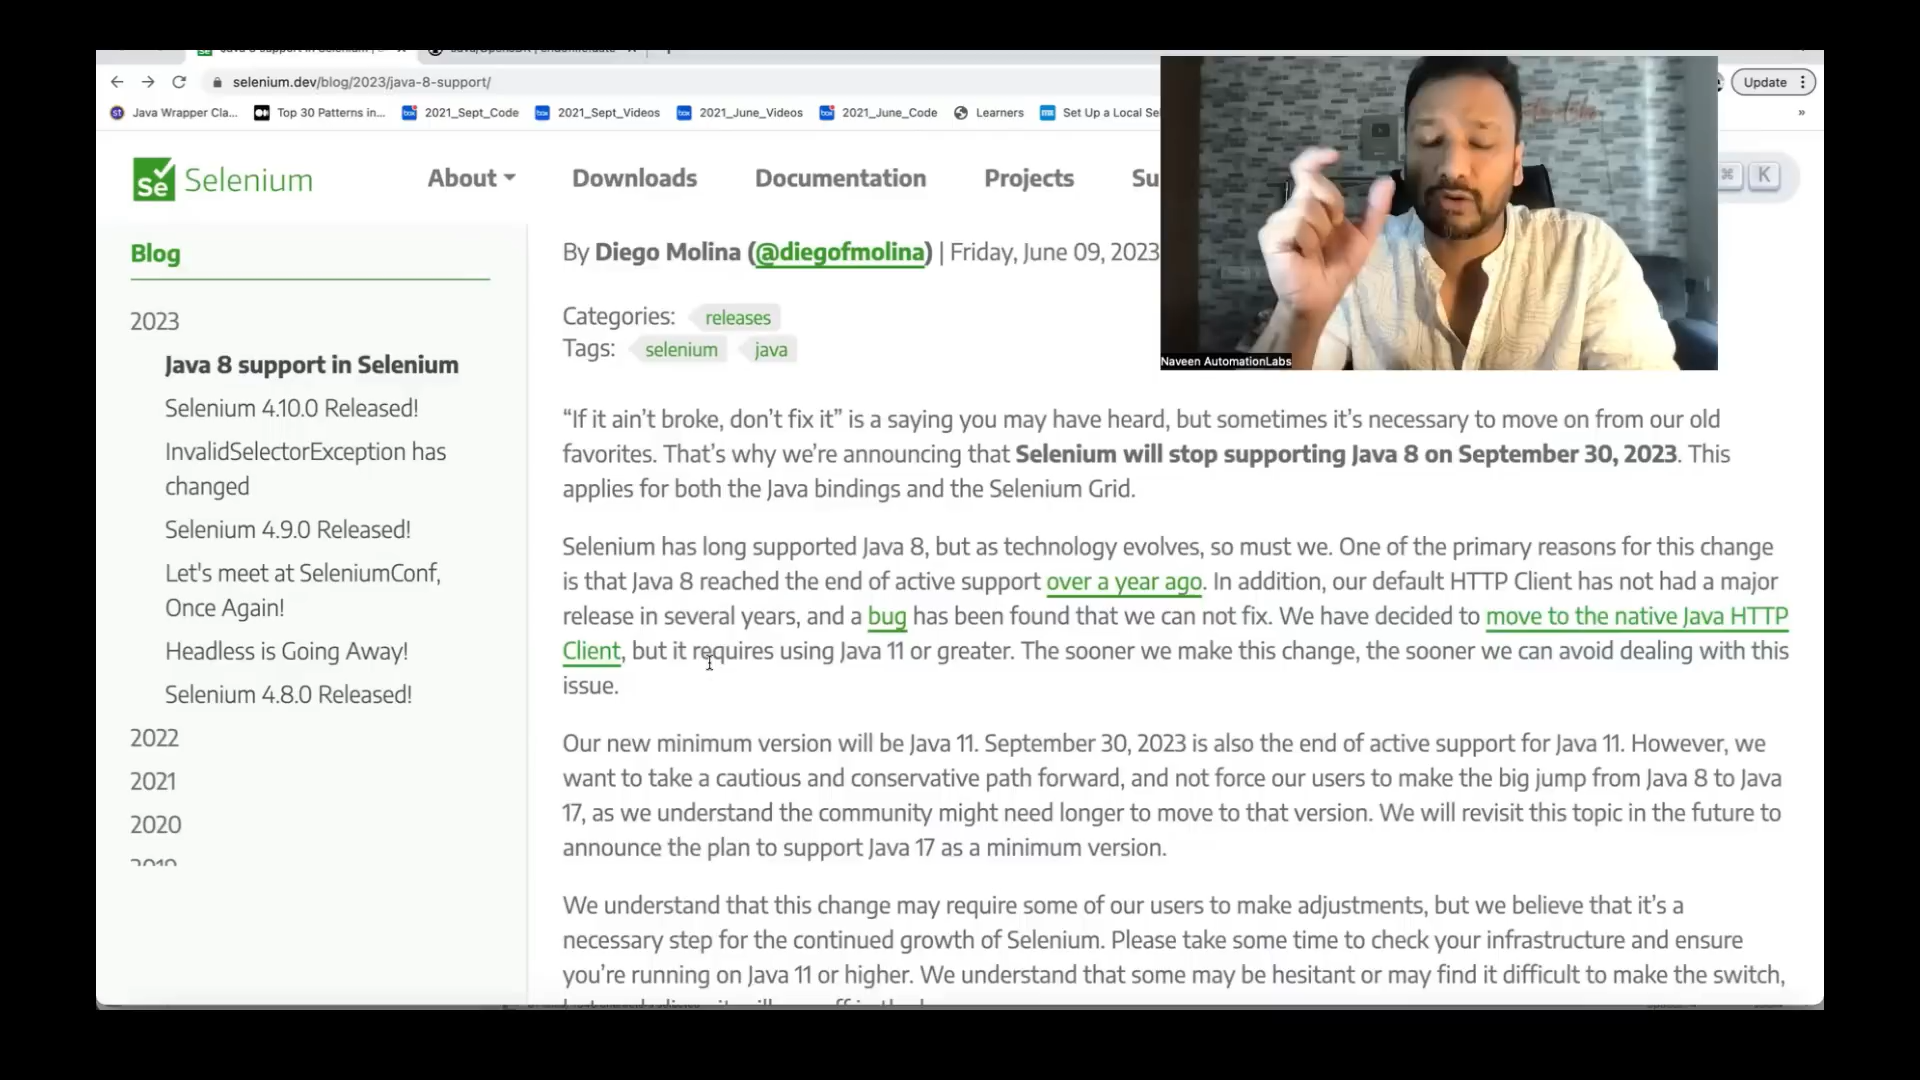 selenium.dev/blog/2023/java-8-support/
Update
Java Wrapper Cla...
Top 30 Patterns in...
2021_Sept_Code
2021_Sept_Videos
2021_June_Videos
2021_June_Code
Learners
Set Up a Local Se
»
Se Selenium
About
Downloads
Documentation
Projects
Su
⌘ K
Naveen AutomationLabs
Blog
2023
Java 8 support in Selenium
Selenium 4.10.0 Released!
InvalidSelectorException has
changed
Selenium 4.9.0 Released!
Let's meet at SeleniumConf,
Once Again!
Headless is Going Away!
Selenium 4.8.0 Released!
2022
2021
2020
2019
By Diego Molina (@diegofmolina) | Friday, June 09, 2023
Categories: releases
Tags: selenium java
“If it ain’t broke, don’t fix it” is a saying you may have heard, but sometimes it’s necessary to move on from our old
favorites. That’s why we’re announcing that Selenium will stop supporting Java 8 on September 30, 2023. This
applies for both the Java bindings and the Selenium Grid.
Selenium has long supported Java 8, but as technology evolves, so must we. One of the primary reasons for this change
is that Java 8 reached the end of active support over a year ago. In addition, our default HTTP Client has not had a major
release in several years, and a bug has been found that we can not fix. We have decided to move to the native Java HTTP
Client, but it requires using Java 11 or greater. The sooner we make this change, the sooner we can avoid dealing with this
issue.
Our new minimum version will be Java 11. September 30, 2023 is also the end of active support for Java 11. However, we
want to take a cautious and conservative path forward, and not force our users to make the big jump from Java 8 to Java
17, as we understand the community might need longer to move to that version. We will revisit this topic in the future to
announce the plan to support Java 17 as a minimum version.
We understand that this change may require some of our users to make adjustments, but we believe that it’s a
necessary step for the continued growth of Selenium. Please take some time to check your infrastructure and ensure
you’re running on Java 11 or higher. We understand that some may be hesitant or may find it difficult to make the switch,